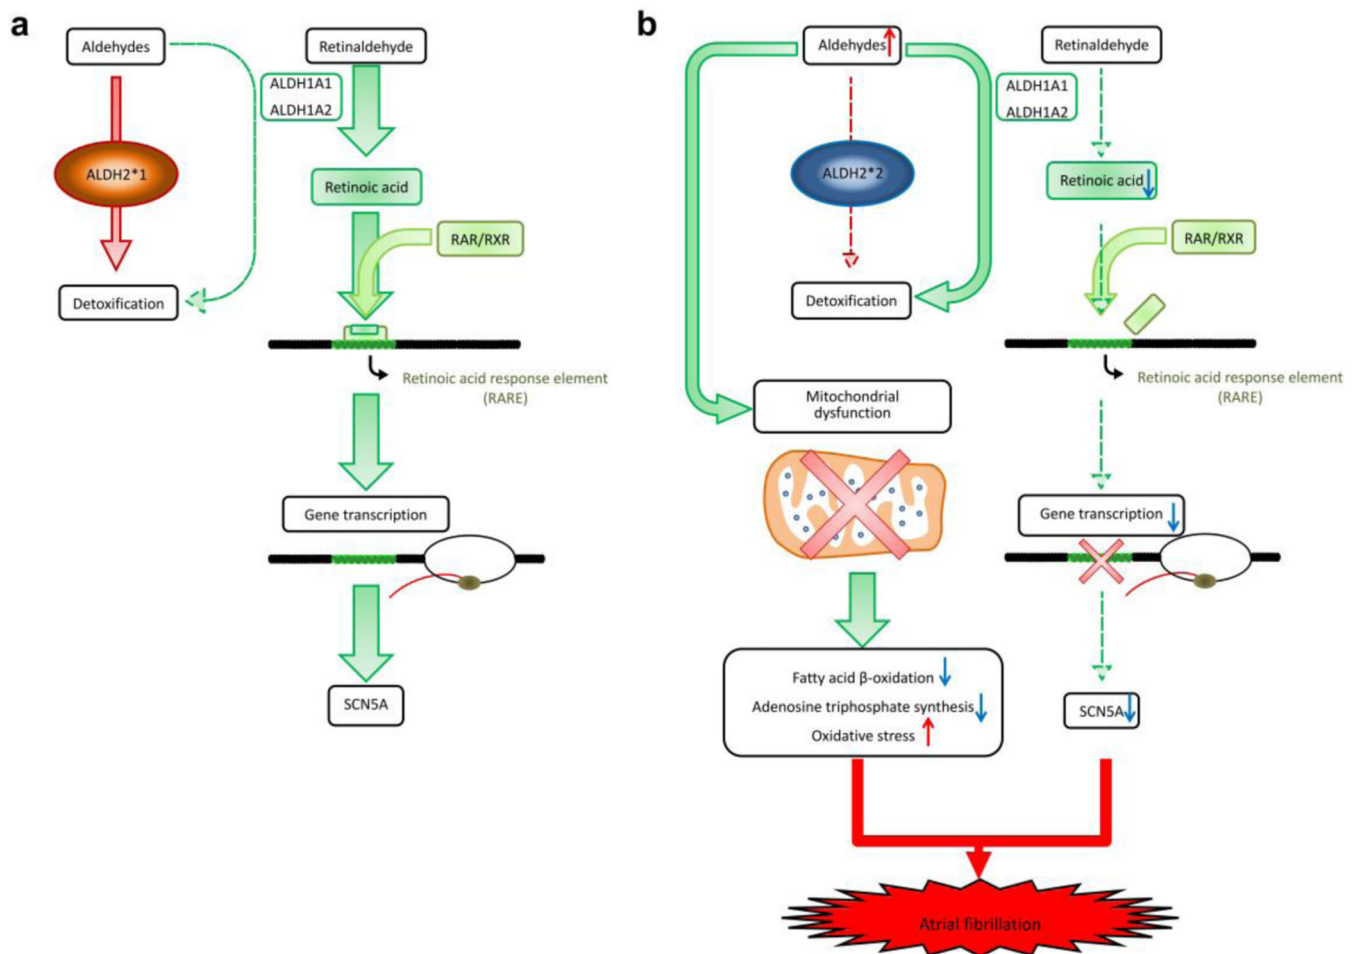 a
Aldehydes
Retinaldehyde
ALDH1A1
ALDH1A2
ALDH2*1
Retinoic acid
RAR/RXR
Detoxification
Retinoic acid response element
(RARE)
Gene transcription
SCN5A
b
Aldehydes
Retinaldehyde
ALDH1A1
ALDH1A2
ALDH2*2
Retinoic acid
RAR/RXR
Detoxification
Retinoic acid response element
(RARE)
Mitochondrial
dysfunction
Gene transcription
Fatty acid β-oxidation
Adenosine triphosphate synthesis
Oxidative stress
SCN5A
Atrial fibrillation